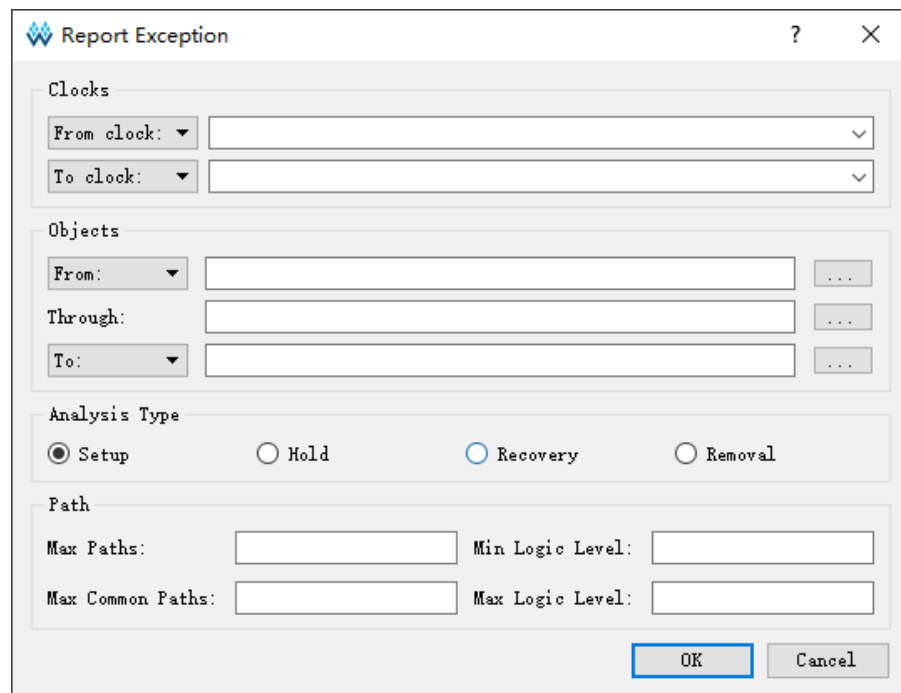 Report Exception ?
Clocks
From clock:
To clock:
Objects
From: ...
Through: ...
To: ...
Analysis Type
Setup Hold Recovery Removal
Path
Max Paths: Min Logic Level:
Max Common Paths: Max Logic Level:
OK Cancel